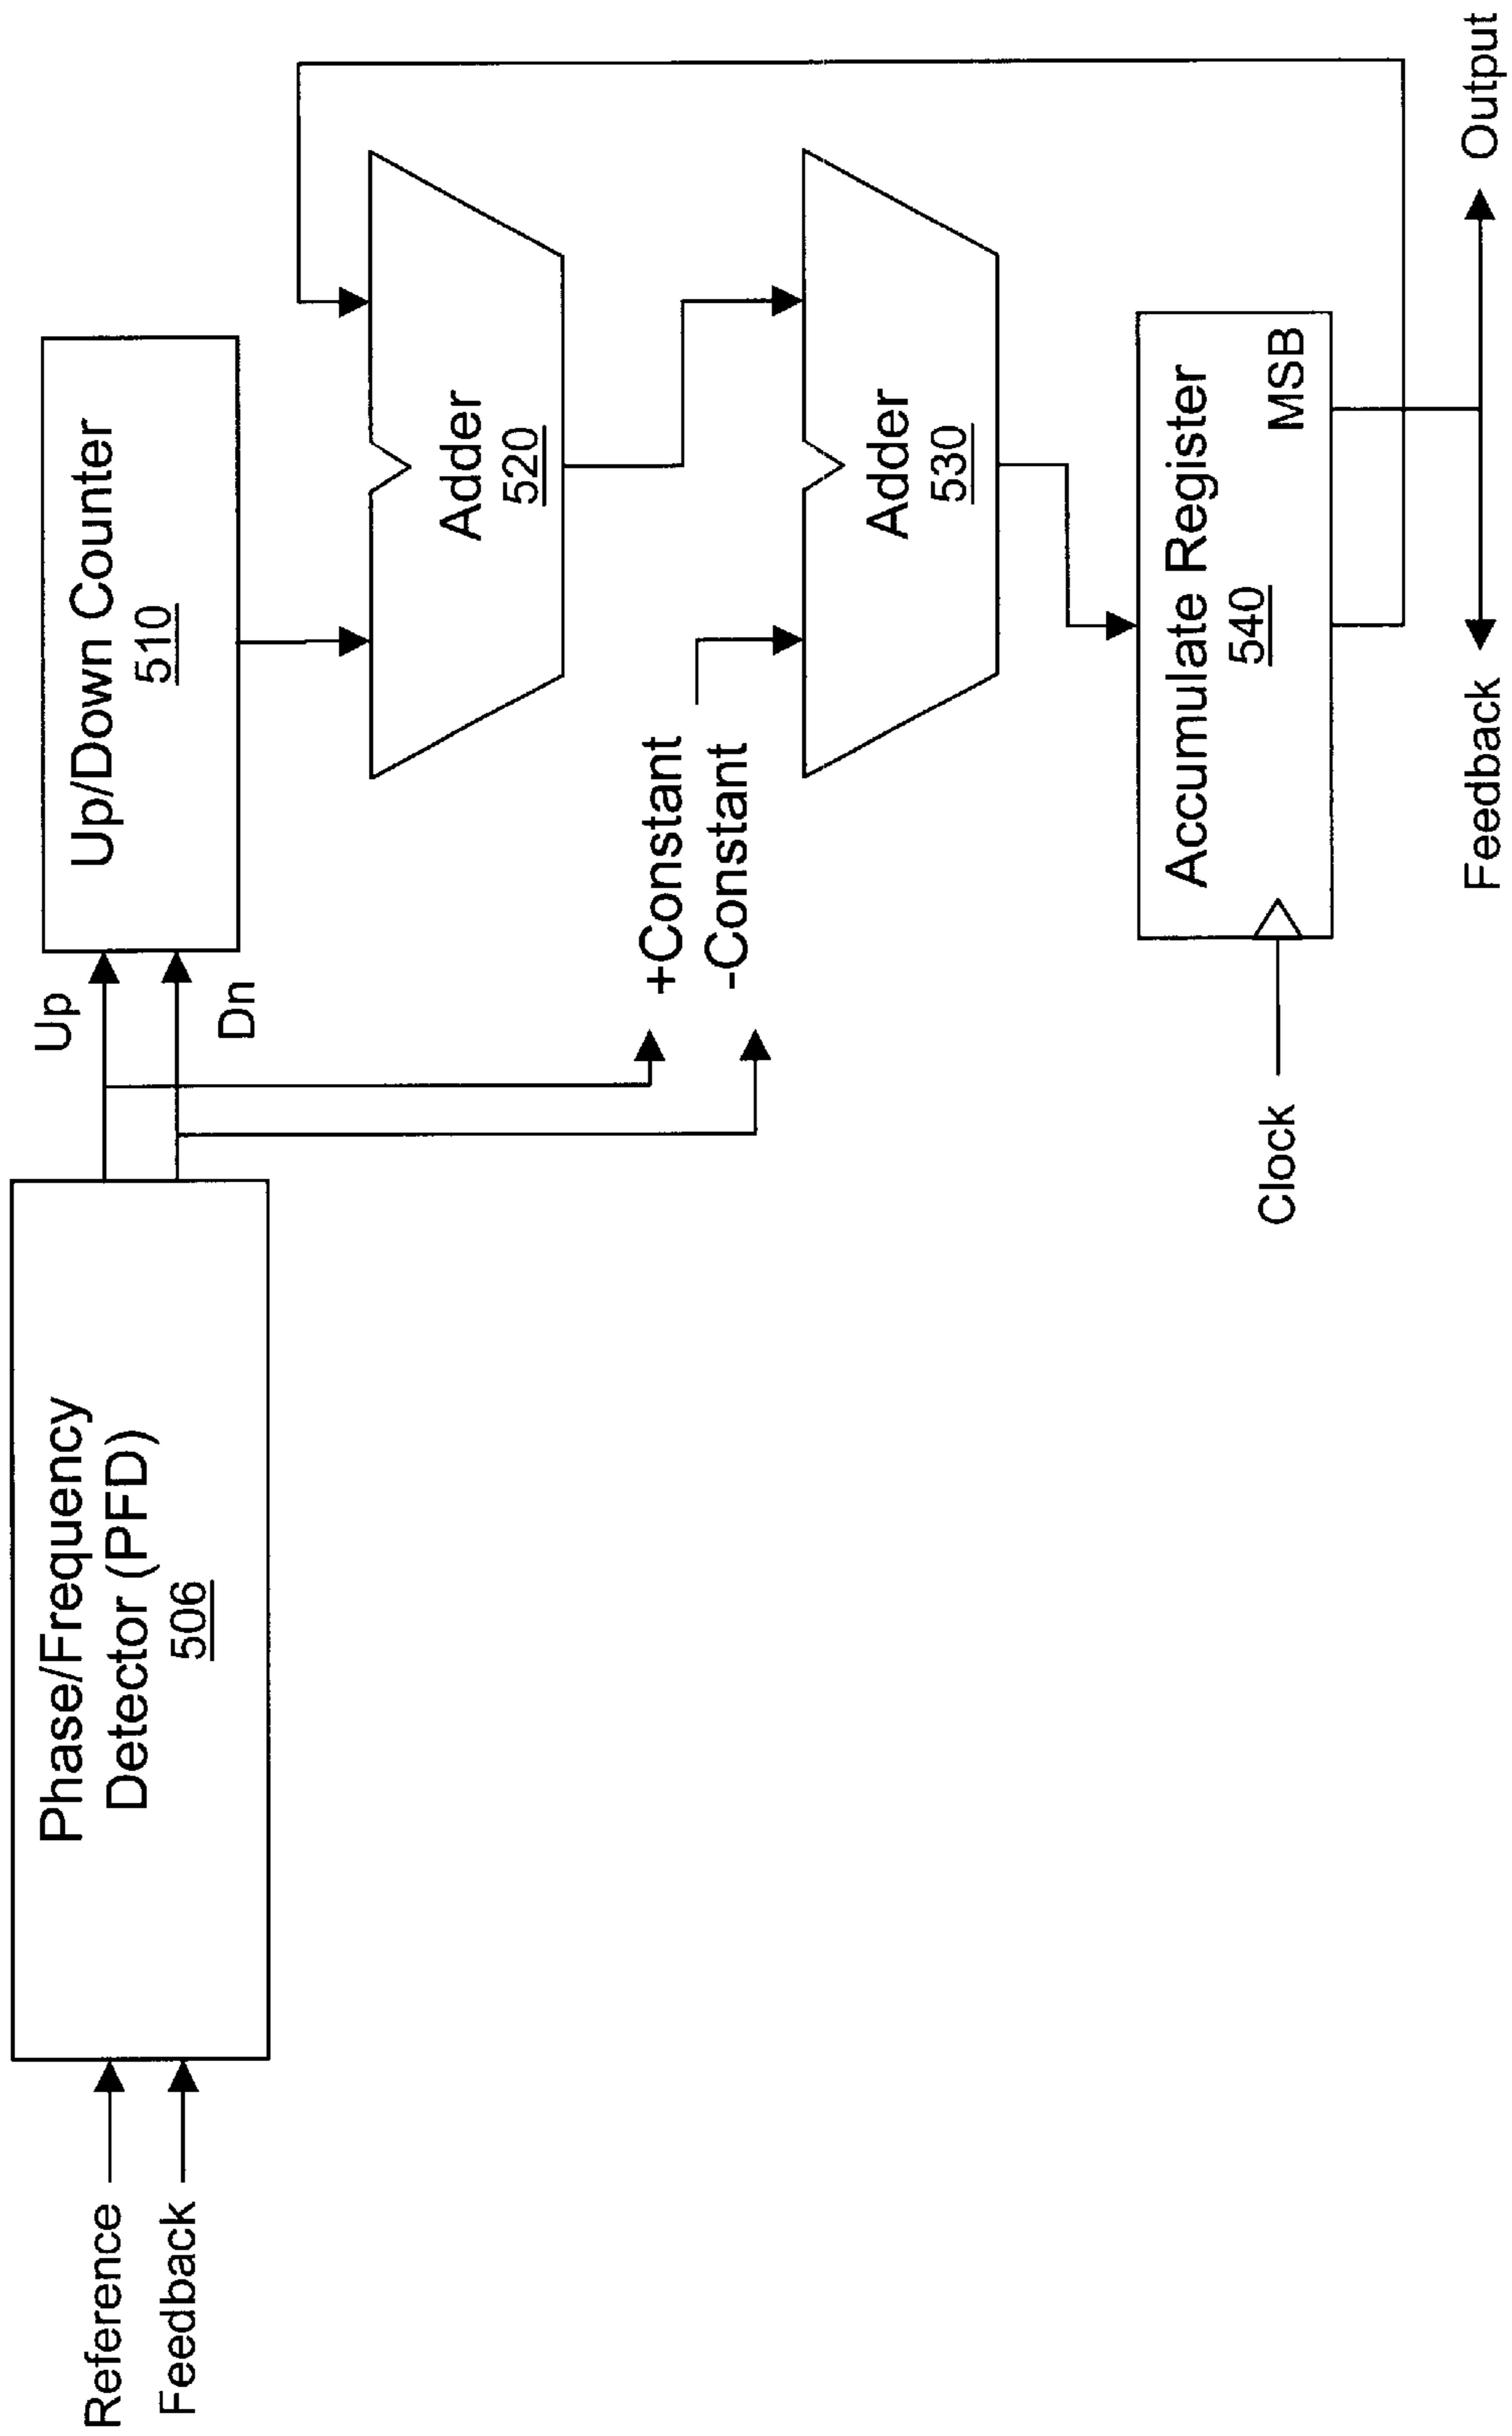 Reference
Feedback
Phase/Frequency
Detector (PFD)
506
Up
Dn
Up/Down Counter
510
Adder
520
+Constant
-Constant
Adder
530
Clock
Accumulate Register
540
MSB
Feedback
Output